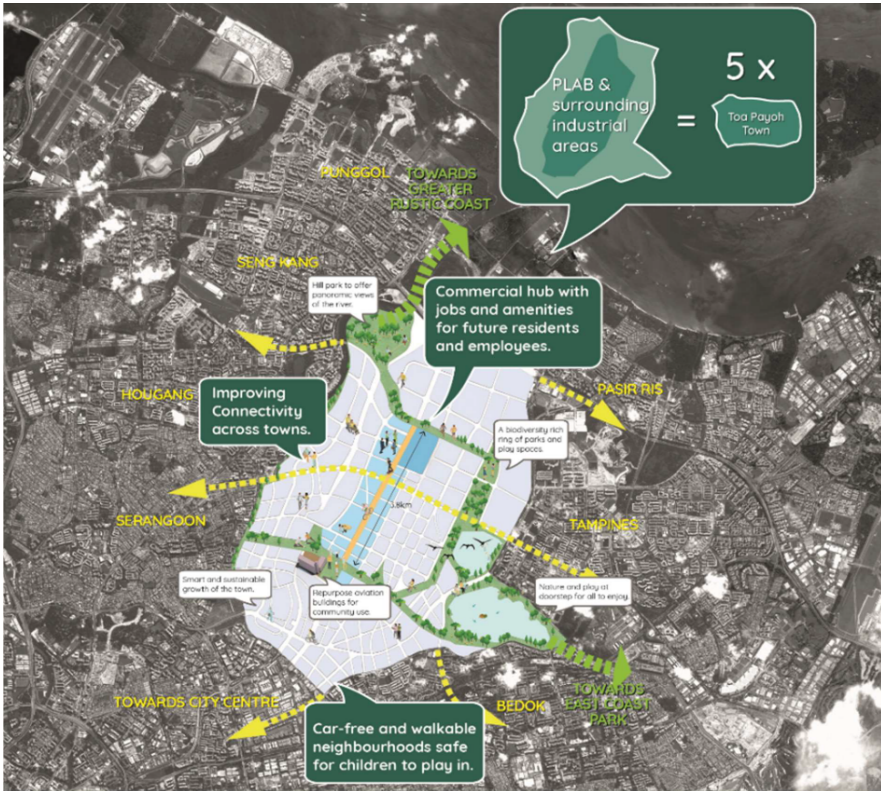 PLAB &
surrounding
industrial
areas
=
5 x
Toa Payoh
Town
PUNGGOL
TOWARDS
GREATER
RUSTIC COAST
SENG KANG
Hill park to offer
panoramic views
of the river.
Commercial hub with
jobs and amenities
for future residents
and employees.
HOUGANG
PASIR RIS
Improving
Connectivity
across towns.
A biodiversity rich
ring of parks and
play spaces.
3.8km
SERANGOON
TAMPINES
Smart and sustainable
growth of the town.
Repurpose aviation
buildings for
community use.
Nature and play at
doorstep for all to enjoy.
TOWARDS CITY CENTRE
BEDOK
TOWARDS
EAST COAST
PARK
Car-free and walkable
neighbourhoods safe
for children to play in.